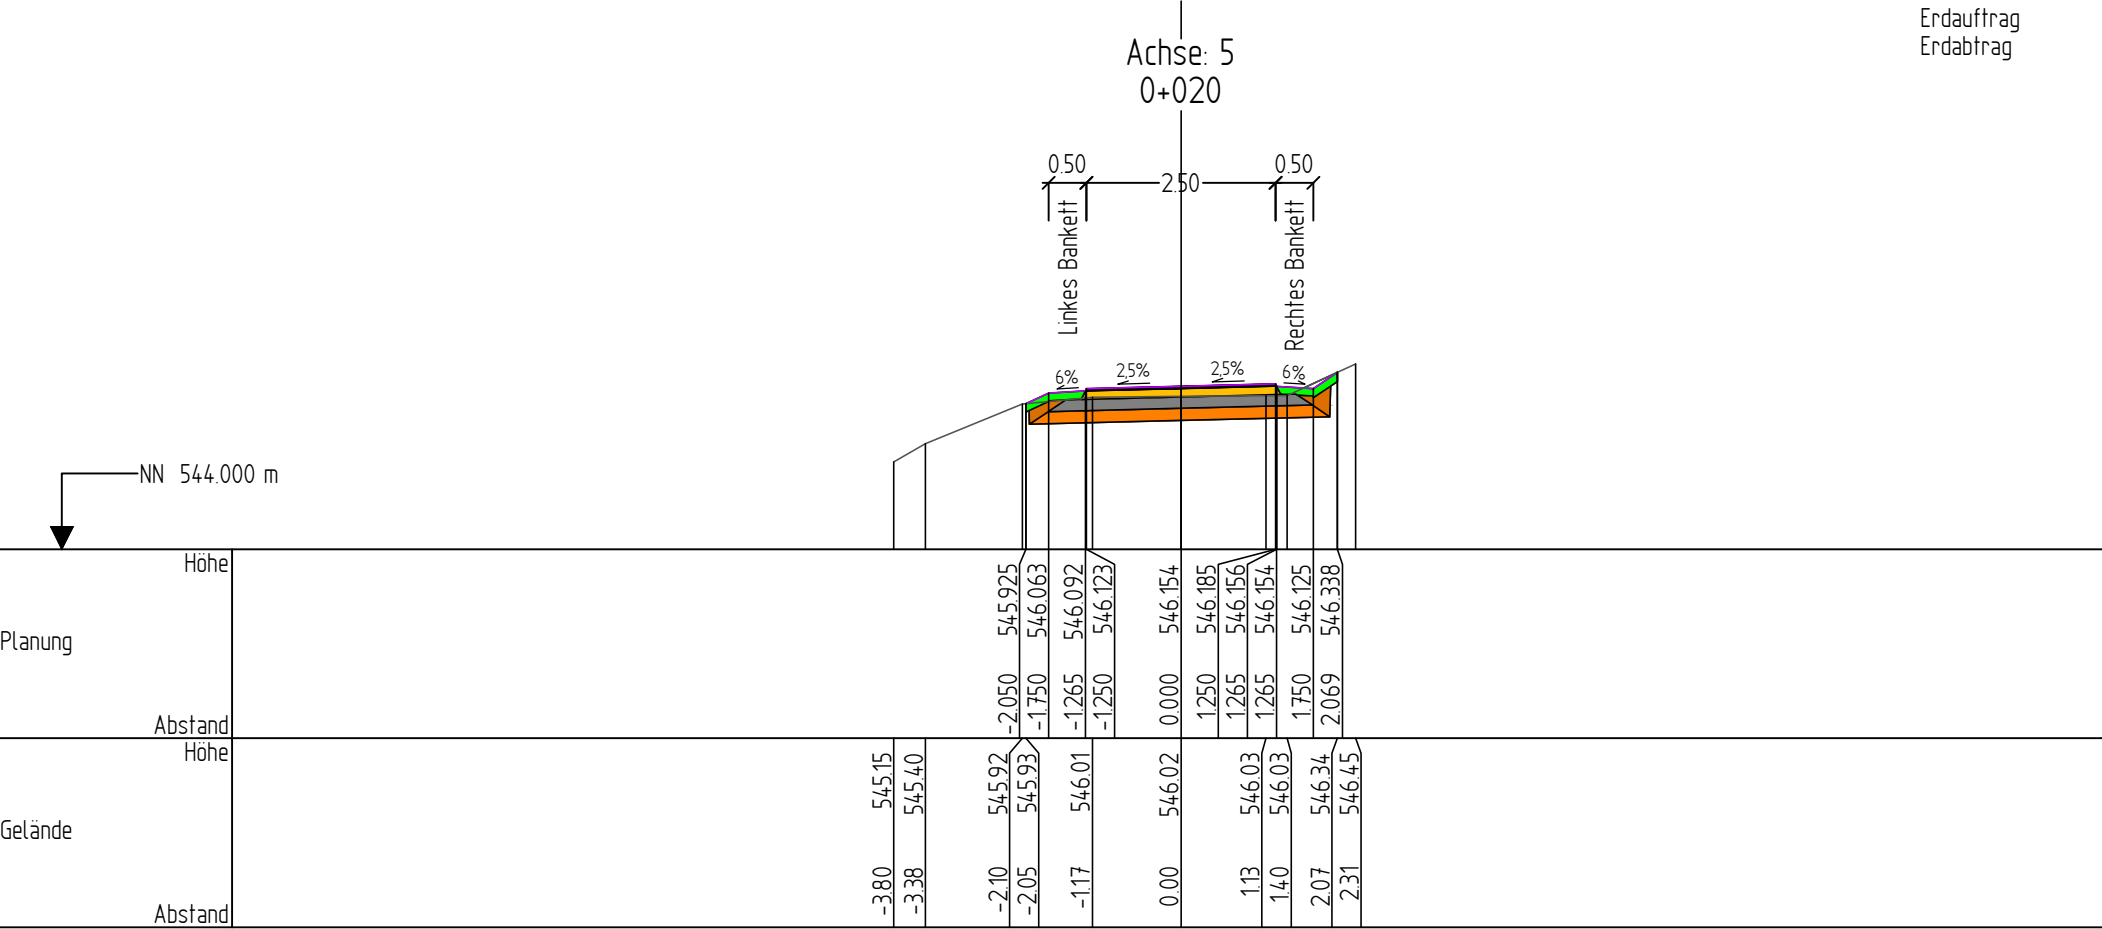 Erdauftrag
Erdabtrag
Achse: 5
0+020
0.50 2.50 0.50
Linkes Bankett
Rechtes Bankett
6% 2,5% 2,5% 6%
NN 544.000 m
Planung
Höhe
545.925 546.063 546.092 546.123 546.154 546.185 546.156 546.154 546.125 546.338
Abstand
-2.050 -1.750 -1.265 -1.250 0.000 1.250 1.265 1.265 1.750 2.069
Gelände
Höhe
545.15 545.40 545.92 545.93 546.01 546.02 546.03 546.03 546.34 546.45
Abstand
-3.80 -3.38 -2.10 -2.05 -1.17 0.00 1.13 1.40 2.07 2.31